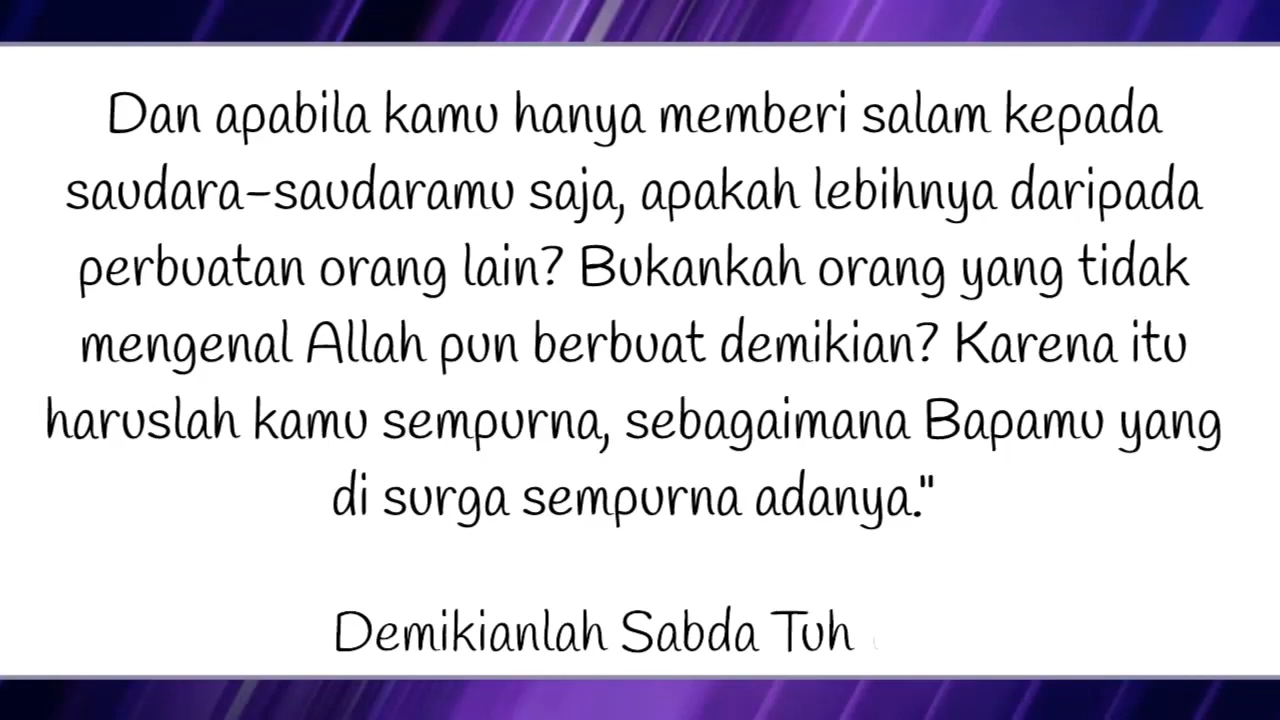 Dan apabila kamu hanya memberi salam kepada
saudara-saudaramu saja, apakah lebihnya daripada
perbuatan orang lain? Bukankah orang yang tidak
mengenal Allah pun berbuat demikian? Karena itu
haruslah kamu sempurna, sebagaimana Bapamu yang
di surga sempurna adanya."
Demikianlah Sabda Tuh